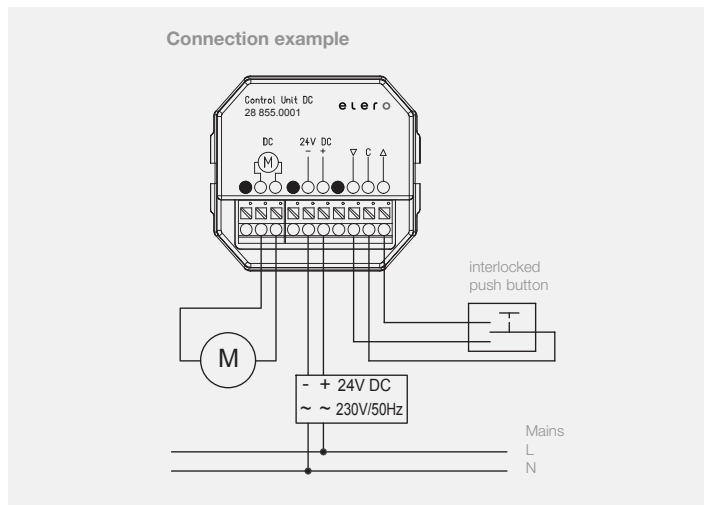 Connection example
Control Unit DC
28 855.0001
elero
DC
24V DC
- +
M
▽ C △
interlocked
push button
M
- + 24V DC
~ ~ 230V/50Hz
Mains
L
N